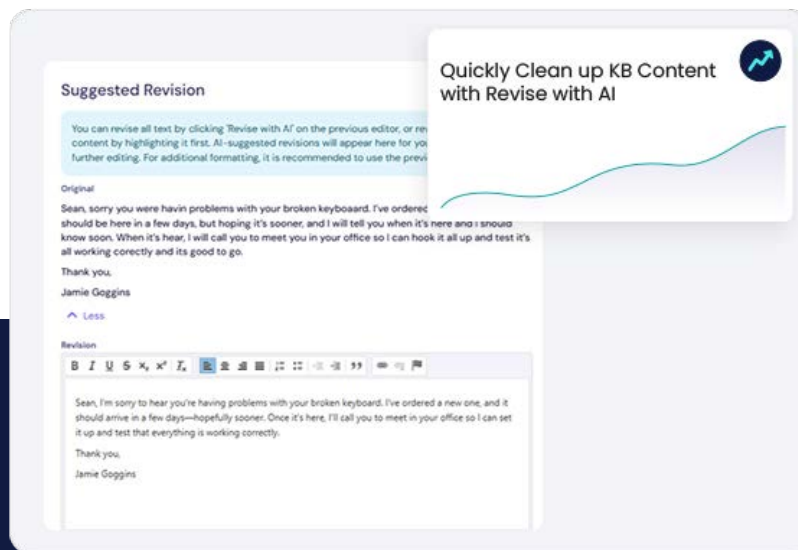 Quickly Clean up KB Content
with Revise with AI
Suggested Revision
You can revise all text by clicking 'Revise with AI' on the previous editor, or
content by highlighting it first. AI-suggested revisions will appear here for
further editing. For additional formatting, it is recommended to use the
Original
Sean, sorry you were havin problems with your broken keyboaard. I've ordered
should be here in a few days, but hoping it's sooner, and I will tell you when it's here and I should
know soon. When it's hear, I will call you to meet you in your office so I can hook it all up and test it's
all working corectly and its good to go.
Thank you,
Jamie Goggins
Less
Revision
B I U S x₂ x² Tx
Sean, I'm sorry to hear you're having problems with your broken keyboard. I've ordered a new one, and it
should arrive in a few days—hopefully sooner. Once it's here, I'll call you to meet in your office so I can set
it up and test that everything is working correctly.
Thank you,
Jamie Goggins